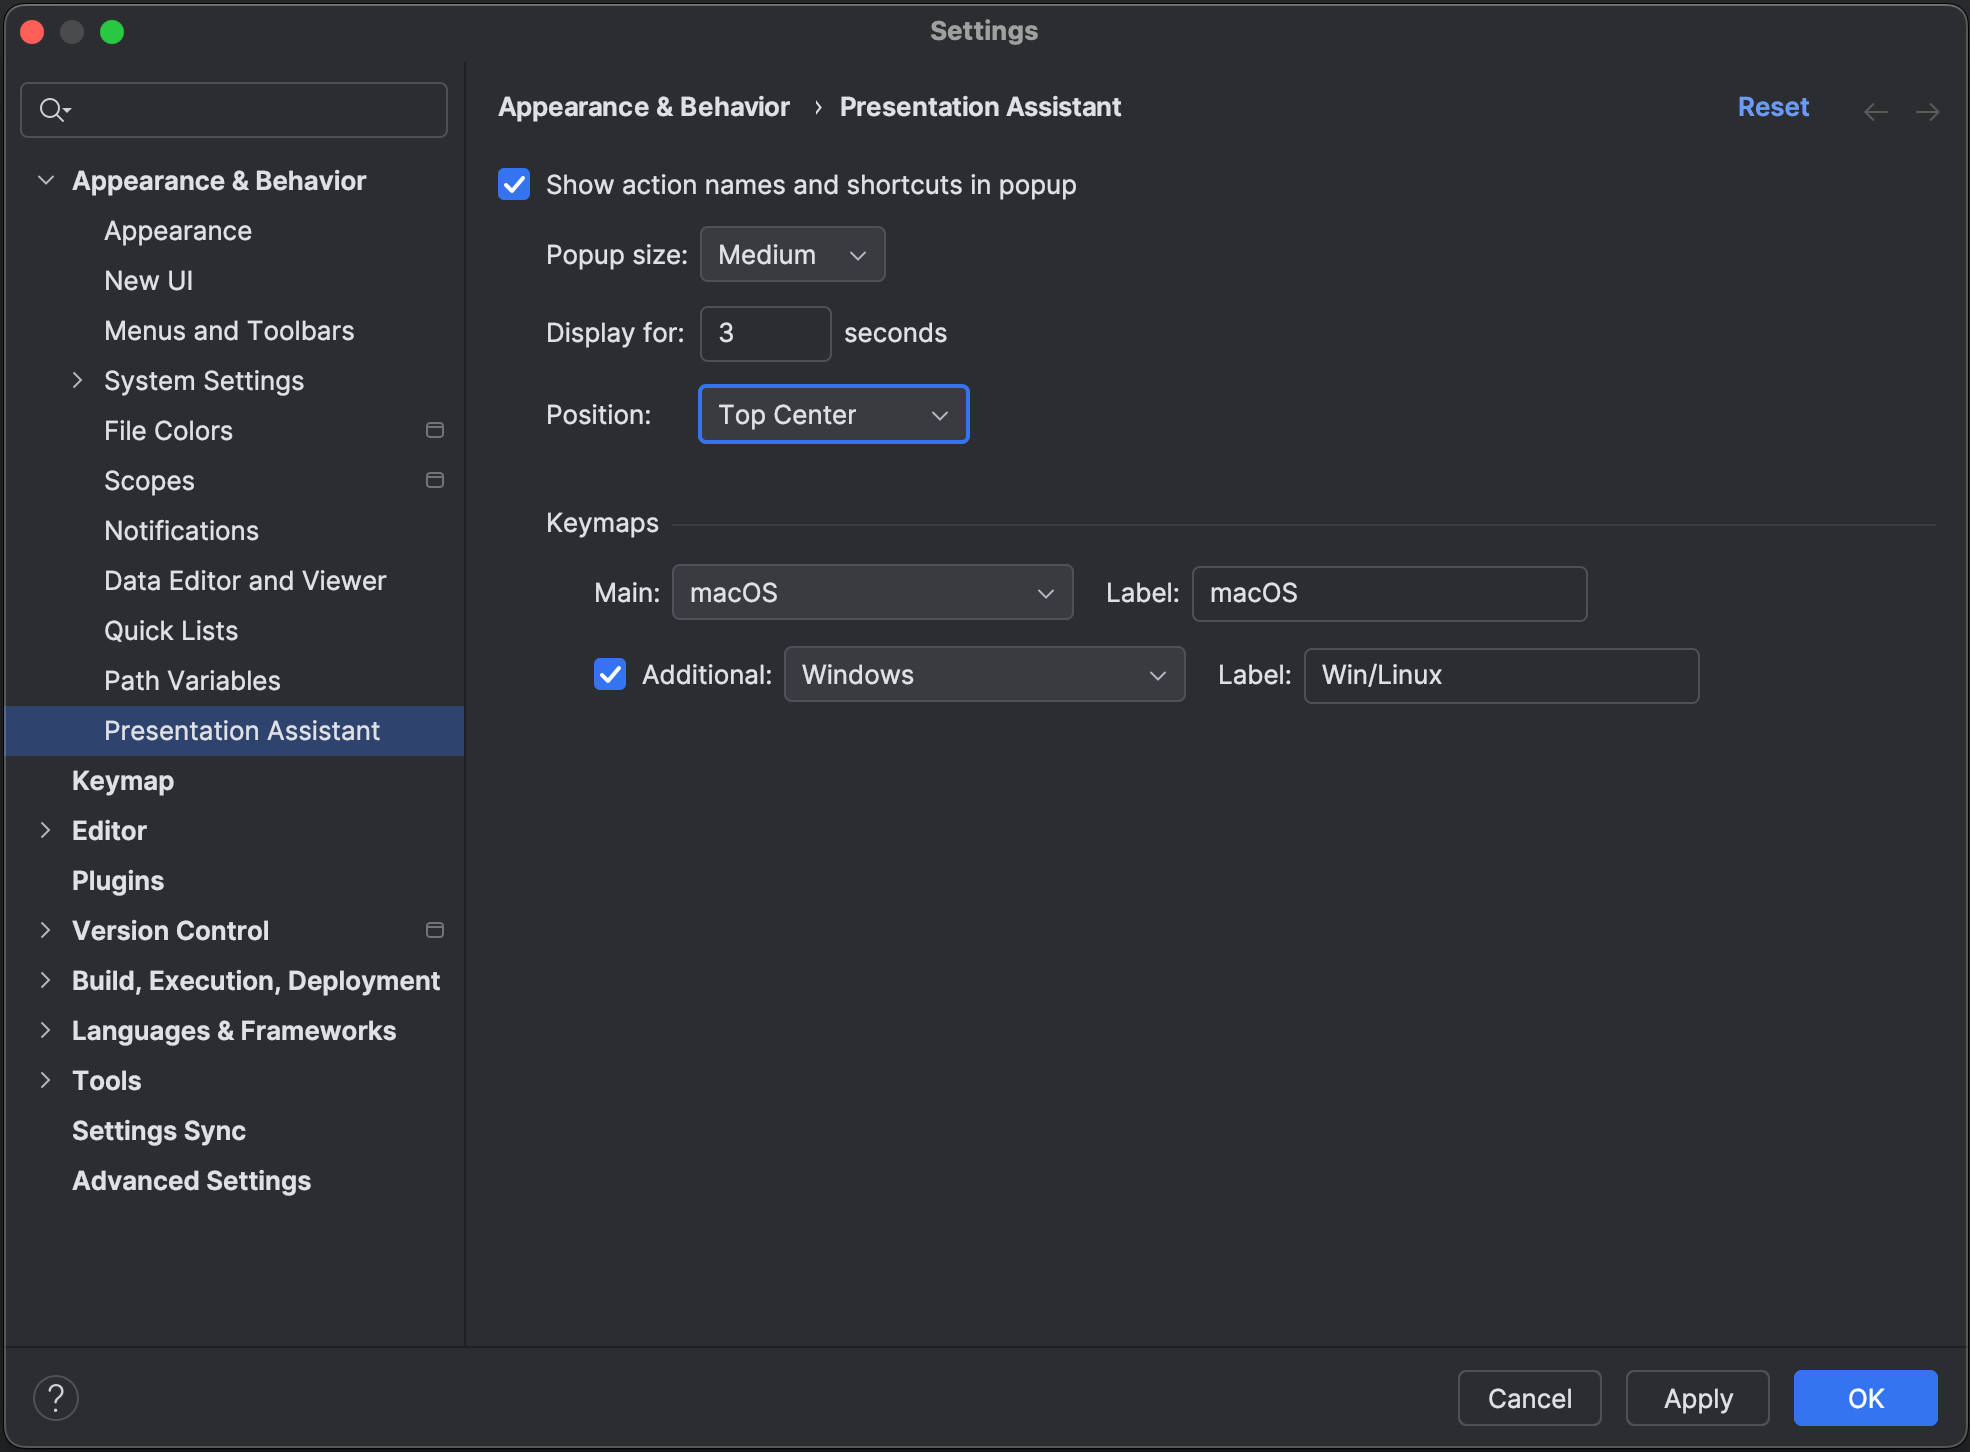 Settings
Appearance & Behavior
Appearance
New UI
Menus and Toolbars
System Settings
File Colors
Scopes
Notifications
Data Editor and Viewer
Quick Lists
Path Variables
Presentation Assistant
Keymap
Editor
Plugins
Version Control
Build, Execution, Deployment
Languages & Frameworks
Tools
Settings Sync
Advanced Settings
Appearance & Behavior › Presentation Assistant Reset
Show action names and shortcuts in popup
Popup size: Medium
Display for: 3 seconds
Position: Top Center
Keymaps
Main: macOS Label: macOS
Additional: Windows Label: Win/Linux
? Cancel Apply OK